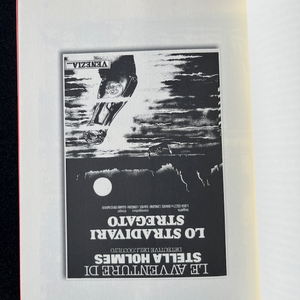 LE AVVENTURE DI
STELLA HOLMES
DETECTIVE DELL'OCCULTO
LO STRADIVARI
STREGATO
VENEZIA